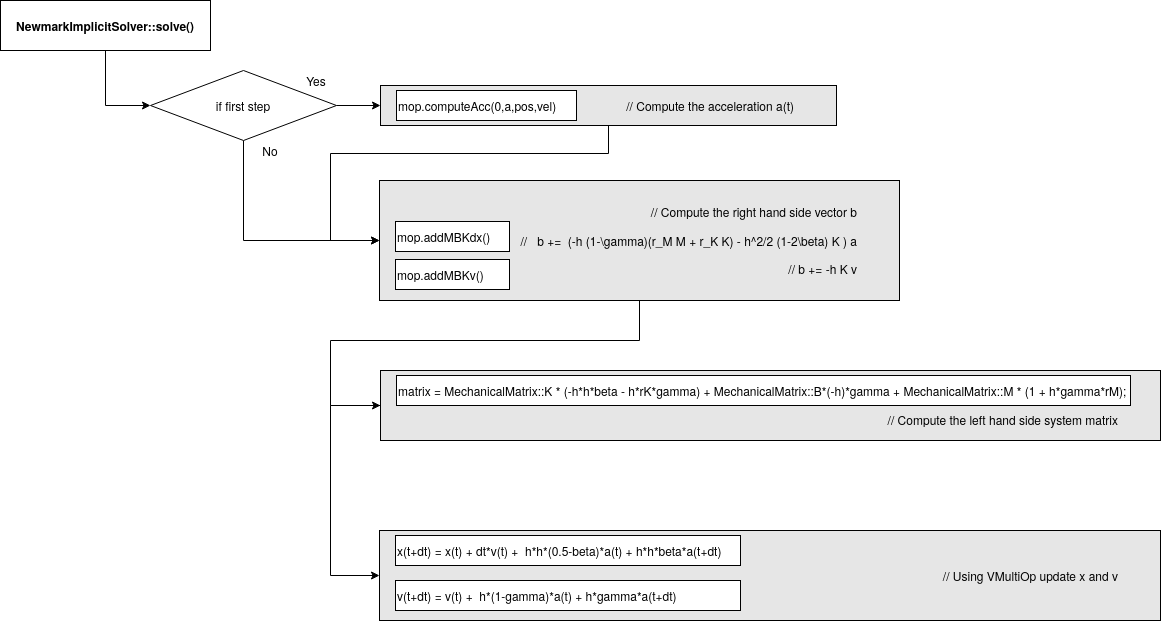 NewmarkImplicitSolver::solve()
Yes
if first step
mop.computeAcc(0,a,pos,vel)
// Compute the acceleration a(t)
No
// Compute the right hand side vector b
mop.addMBKdx()
// b += (-h (1-\gamma)(r_M M + r_K K) - h^2/2 (1-2\beta) K ) a
mop.addMBKv()
// b += -h K v
matrix = MechanicalMatrix::K * (-h*h*beta - h*rK*gamma) + MechanicalMatrix::B*(-h)*gamma + MechanicalMatrix::M * (1 + h*gamma*rM);
// Compute the left hand side system matrix
x(t+dt) = x(t) + dt*v(t) + h*h*(0.5-beta)*a(t) + h*h*beta*a(t+dt)
// Using VMultiOp update x and v
v(t+dt) = v(t) + h*(1-gamma)*a(t) + h*gamma*a(t+dt)